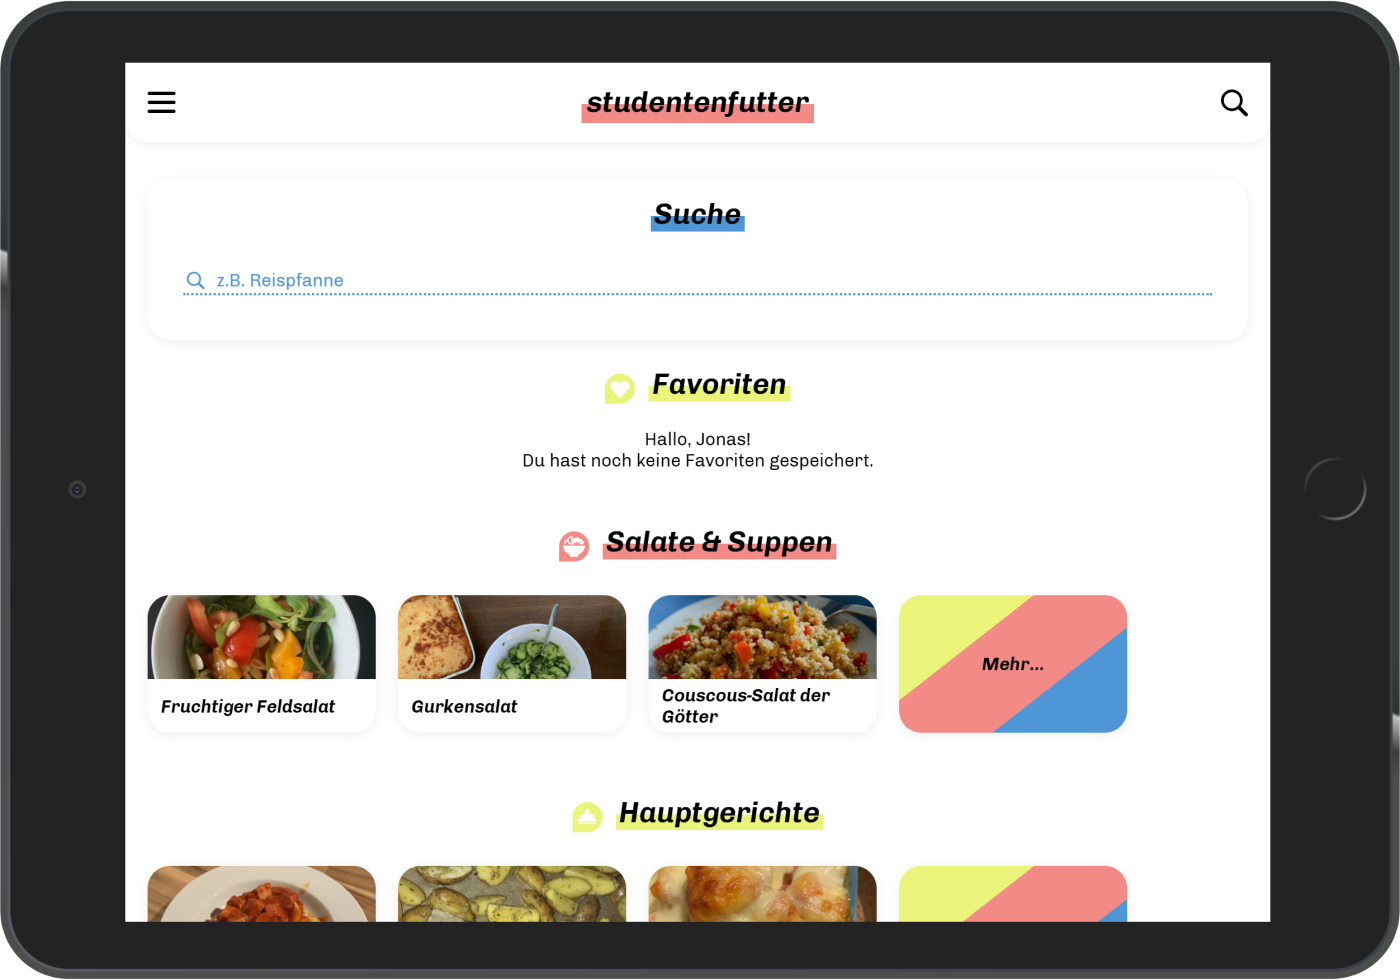 studentenfutter
Suche
z.B. Reispfanne
Favoriten
Hallo, Jonas!
Du hast noch keine Favoriten gespeichert.
Salate & Suppen
Fruchtiger Feldsalat
Gurkensalat
Couscous-Salat der
Götter
Mehr...
Hauptgerichte